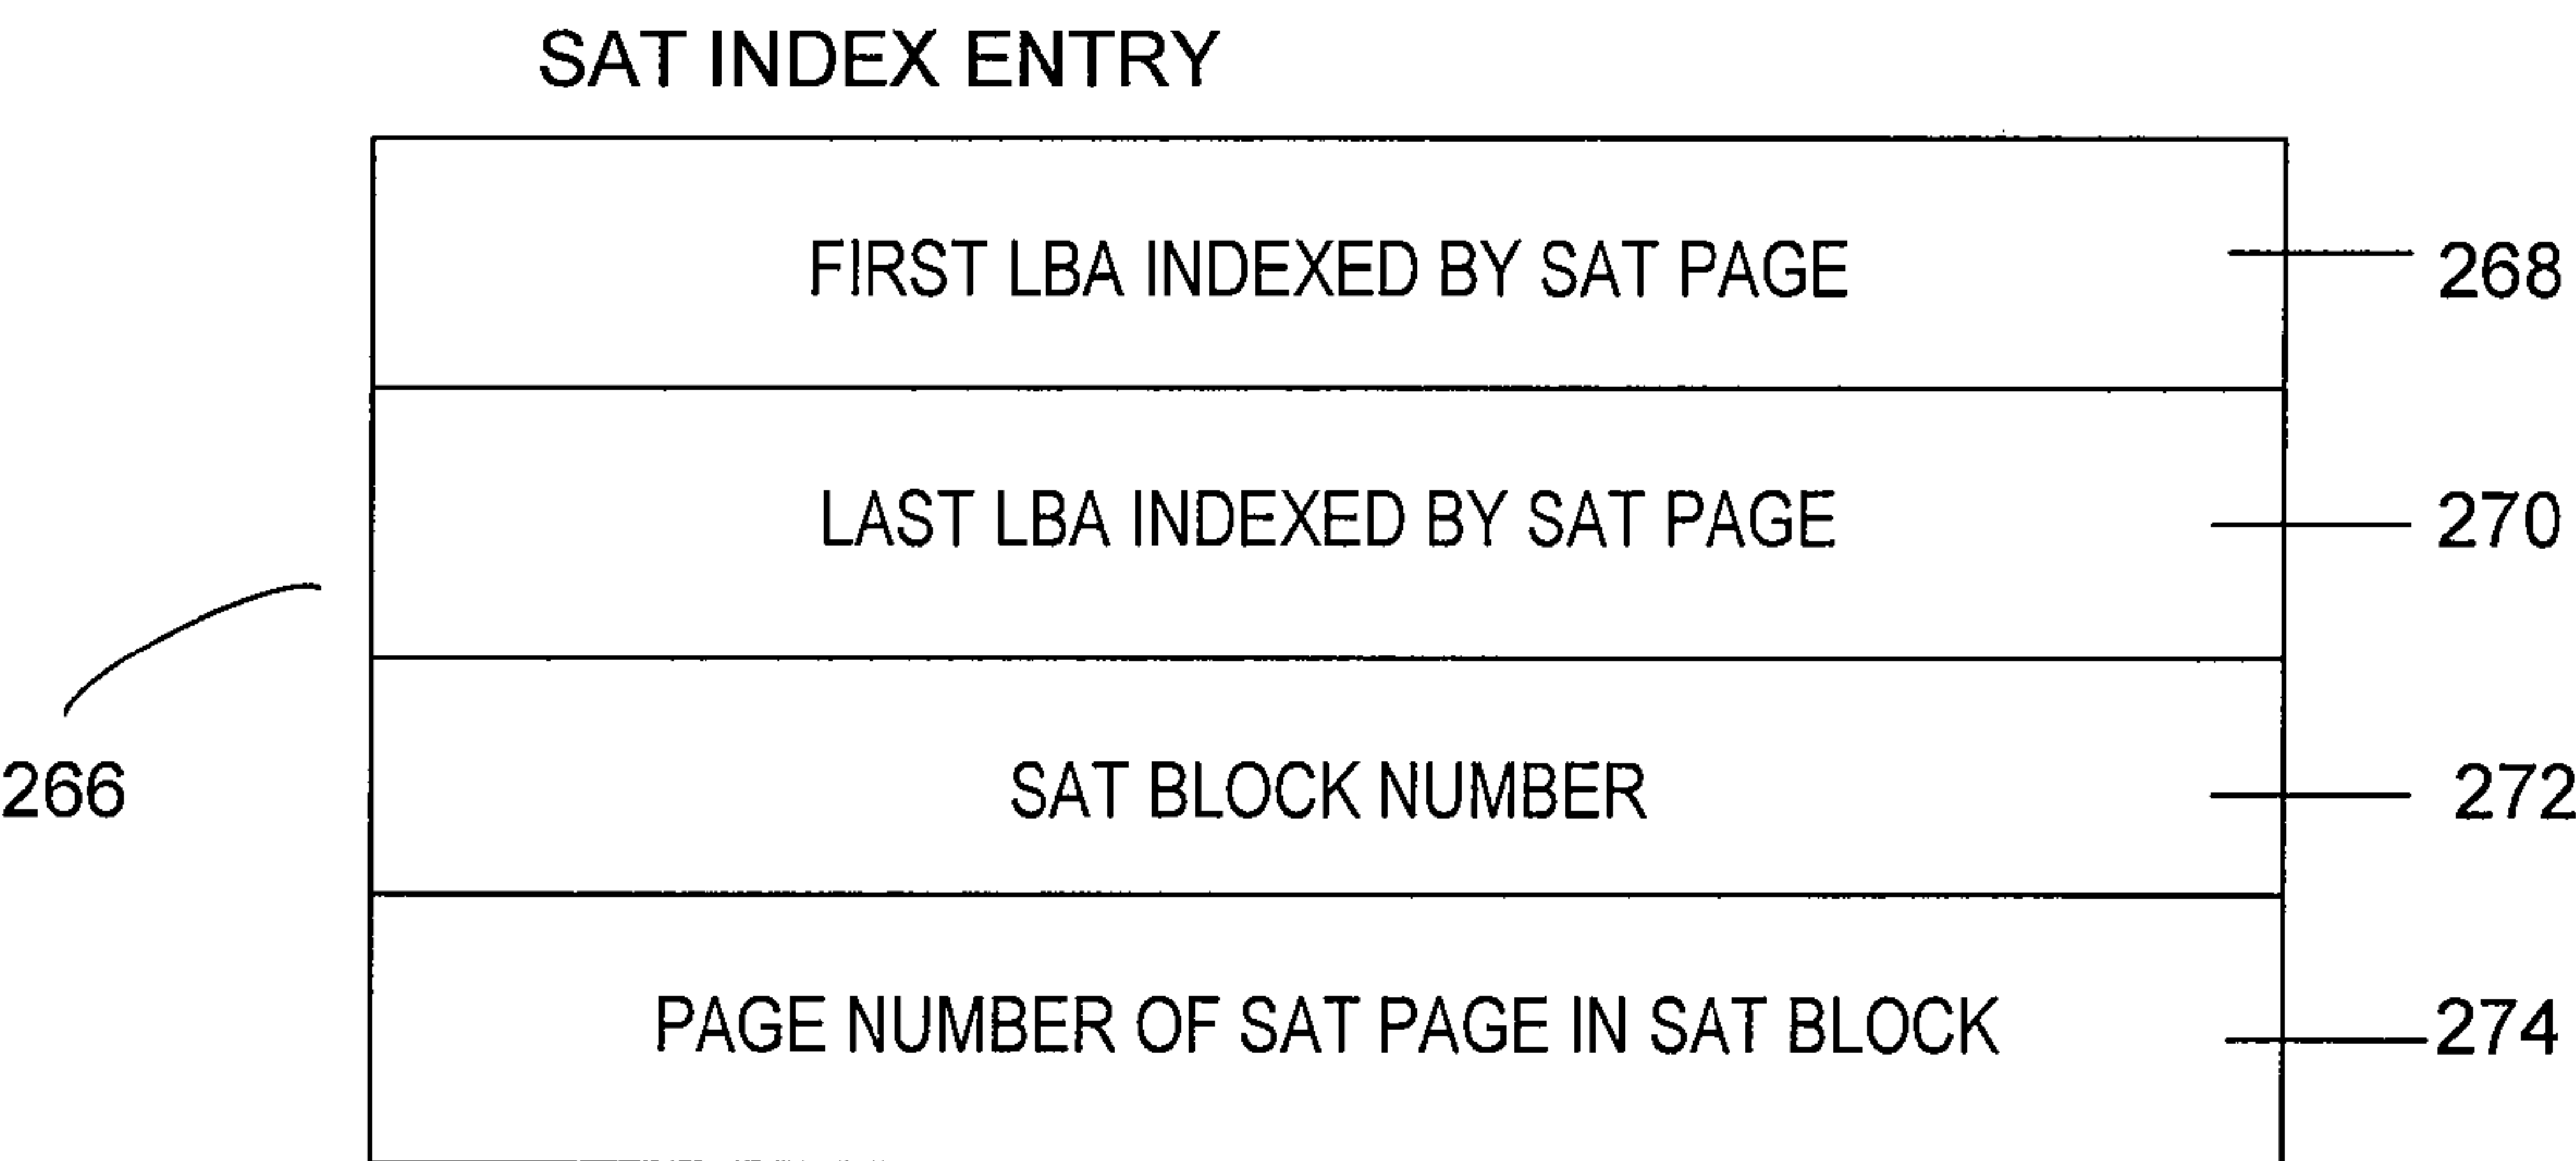 SAT INDEX ENTRY
FIRST LBA INDEXED BY SAT PAGE
268
LAST LBA INDEXED BY SAT PAGE
270
266
SAT BLOCK NUMBER
272
PAGE NUMBER OF SAT PAGE IN SAT BLOCK
274